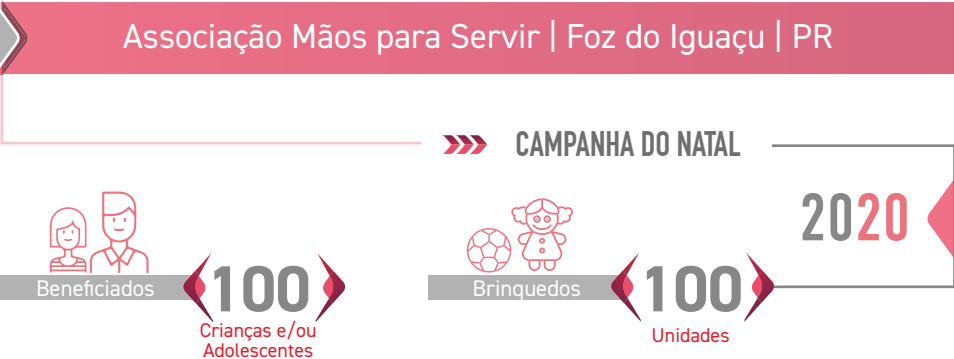 Associação Mãos para Servir | Foz do Iguaçu | PR
CAMPANHA DO NATAL
2020
Beneficiados
100
Crianças e/ou
Adolescentes
Brinquedos
100
Unidades